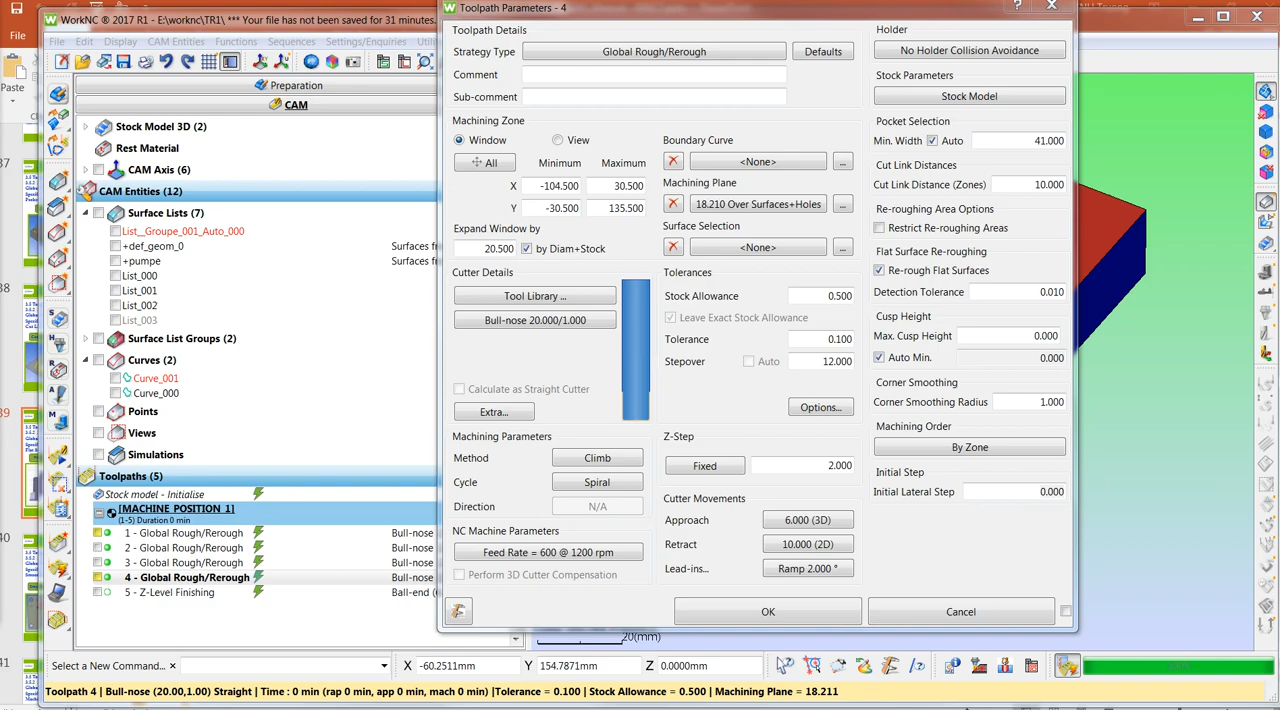 File
Paste
37
38
39
40
41
WorkNC ® 2017 R1 - E:\worknc\TR1\ *** Your file has not been saved for 31 minutes.
File Edit Display CAM Entities Functions Sequences Settings/Enquiries Util
Preparation
CAM
Stock Model 3D (2)
Rest Material
CAM Axis (6)
CAM Entities (12)
Surface Lists (7)
List__Groupe_001_Auto_000
+def_geom_0 Surfaces fr
+pumpe Surfaces fr
List_000
List_001
List_002
List_003
Surface List Groups (2)
Curves (2)
Curve_001
Curve_000
Points
Views
Simulations
Toolpaths (5)
Stock model - Initialise
[MACHINE POSITION 1]
(1-5) Duration 0 min
1 - Global Rough/Rerough Bull-nose
2 - Global Rough/Rerough Bull-nose
3 - Global Rough/Rerough Bull-nose
4 - Global Rough/Rerough Bull-nose
5 - Z-Level Finishing Ball-end (
Toolpath Parameters - 4
Toolpath Details
Strategy Type Global Rough/Rerough Defaults
Comment
Sub-comment
Machining Zone
Window View
All Minimum Maximum
X -104.500 30.500
Y -30.500 135.500
Expand Window by
20.500 by Diam+Stock
Boundary Curve
<None> ...
Machining Plane
18.210 Over Surfaces+Holes ...
Surface Selection
<None> ...
Cutter Details
Tool Library ...
Bull-nose 20.000/1.000
Calculate as Straight Cutter
Extra...
Tolerances
Stock Allowance 0.500
Leave Exact Stock Allowance
Tolerance 0.100
Stepover Auto 12.000
Options...
Machining Parameters
Method Climb
Cycle Spiral
Direction N/A
NC Machine Parameters
Feed Rate = 600 @ 1200 rpm
Perform 3D Cutter Compensation
Z-Step
Fixed 2.000
Cutter Movements
Approach 6.000 (3D)
Retract 10.000 (2D)
Lead-ins... Ramp 2.000 °
Holder
No Holder Collision Avoidance
Stock Parameters
Stock Model
Pocket Selection
Min. Width Auto 41.000
Cut Link Distances
Cut Link Distance (Zones) 10.000
Re-roughing Area Options
Restrict Re-roughing Areas
Flat Surface Re-roughing
Re-rough Flat Surfaces
Detection Tolerance 0.010
Cusp Height
Max. Cusp Height 0.000
Auto Min. 0.000
Corner Smoothing
Corner Smoothing Radius 1.000
Machining Order
By Zone
Initial Step
Initial Lateral Step 0.000
OK Cancel
20(mm)
Select a New Command... X -60.2511mm Y 154.7871mm Z 0.0000mm
Toolpath 4 | Bull-nose (20.00,1.00) Straight | Time : 0 min (rap 0 min, app 0 min, mach 0 min) |Tolerance = 0.100 | Stock Allowance = 0.500 | Machining Plane = 18.211